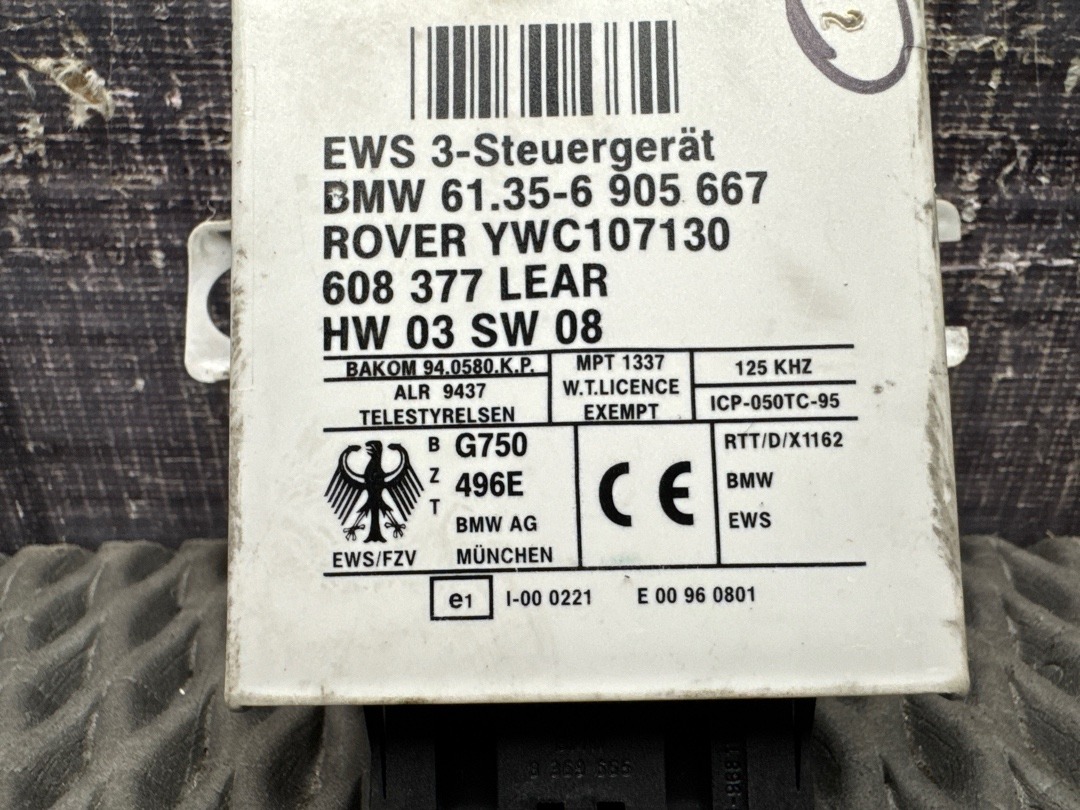 EWS 3-Steuergerät
BMW 61.35-6 905 667
ROVER YWC107130
608 377 LEAR
HW 03 SW 08
BAKOM 94.0580.K.P.
ALR 9437
TELESTYRELSEN
MPT 1337
W.T.LICENCE
EXEMPT
125 KHZ
ICP-050TC-95
BZT
G750
496E
BMW AG
MÜNCHEN
EWS/FZV
CE
RTT/D/X1162
BMW
EWS
e1 I-00 0221 E 00 96 0801